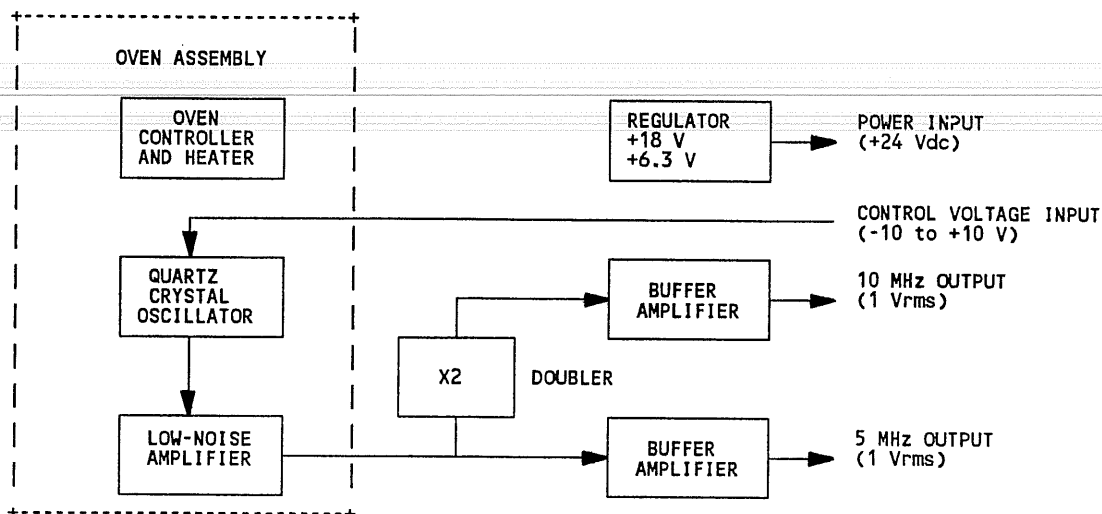 OVEN ASSEMBLY
OVEN
CONTROLLER
AND HEATER
REGULATOR
+18 V
+6.3 V
POWER INPUT
(+24 Vdc)
CONTROL VOLTAGE INPUT
(-10 to +10 V)
QUARTZ
CRYSTAL
OSCILLATOR
BUFFER
AMPLIFIER
10 MHz OUTPUT
(1 Vrms)
X2
DOUBLER
LOW-NOISE
AMPLIFIER
BUFFER
AMPLIFIER
5 MHz OUTPUT
(1 Vrms)